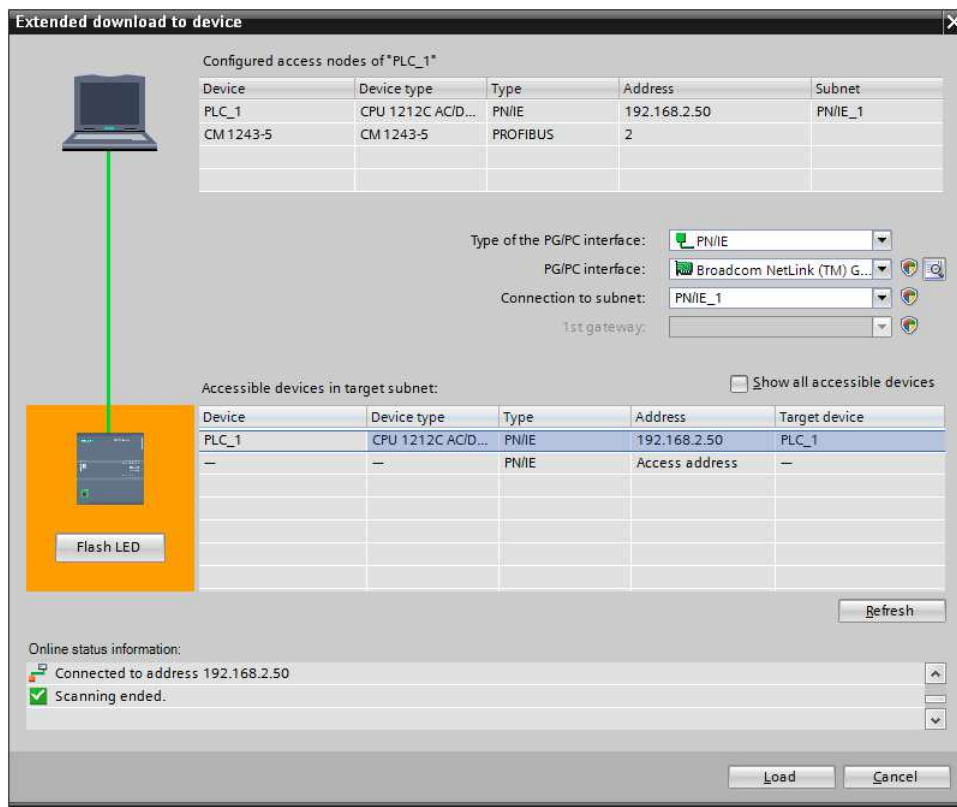 Extended download to device
Configured access nodes of "PLC_1"
Device Device type Type Address Subnet
PLC_1 CPU 1212C AC/D... PN/IE 192.168.2.50 PN/IE_1
CM 1243-5 CM 1243-5 PROFIBUS 2
Type of the PG/PC interface: PN/IE
PG/PC interface: Broadcom NetLink (TM) G...
Connection to subnet: PN/IE_1
1st gateway:
Accessible devices in target subnet: Show all accessible devices
Device Device type Type Address Target device
PLC_1 CPU 1212C AC/D... PN/IE 192.168.2.50 PLC_1
— — PN/IE Access address —
Flash LED
Refresh
Online status information:
Connected to address 192.168.2.50
Scanning ended.
Load Cancel